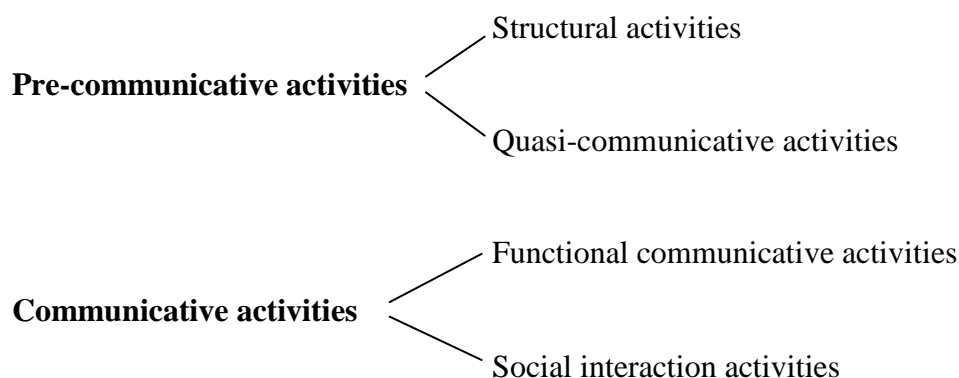 Structural activities
Pre-communicative activities
Quasi-communicative activities
Functional communicative activities
Communicative activities
Social interaction activities